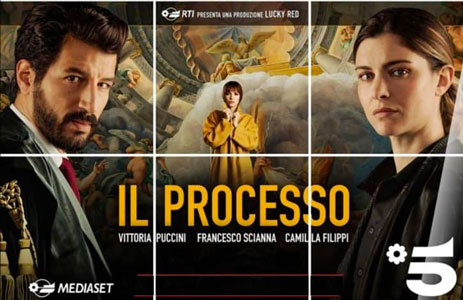 RTI PRESENTA UNA PRODUZIONE LUCKY RED
IL PROCESSO
VITTORIA PUCCINI FRANCESCO SCIANNA CAMILLA FILIPPI
MEDIASET
5